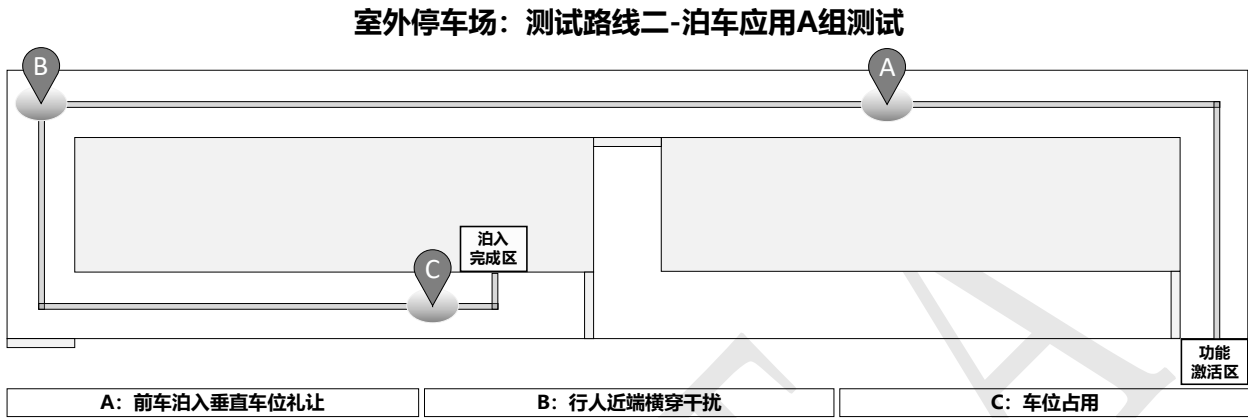 室外停车场：测试路线二-泊车应用A组测试
B
A
泊入
完成区
C
功能
激活区
A：前车泊入垂直车位礼让
B：行人近端横穿干扰
C：车位占用